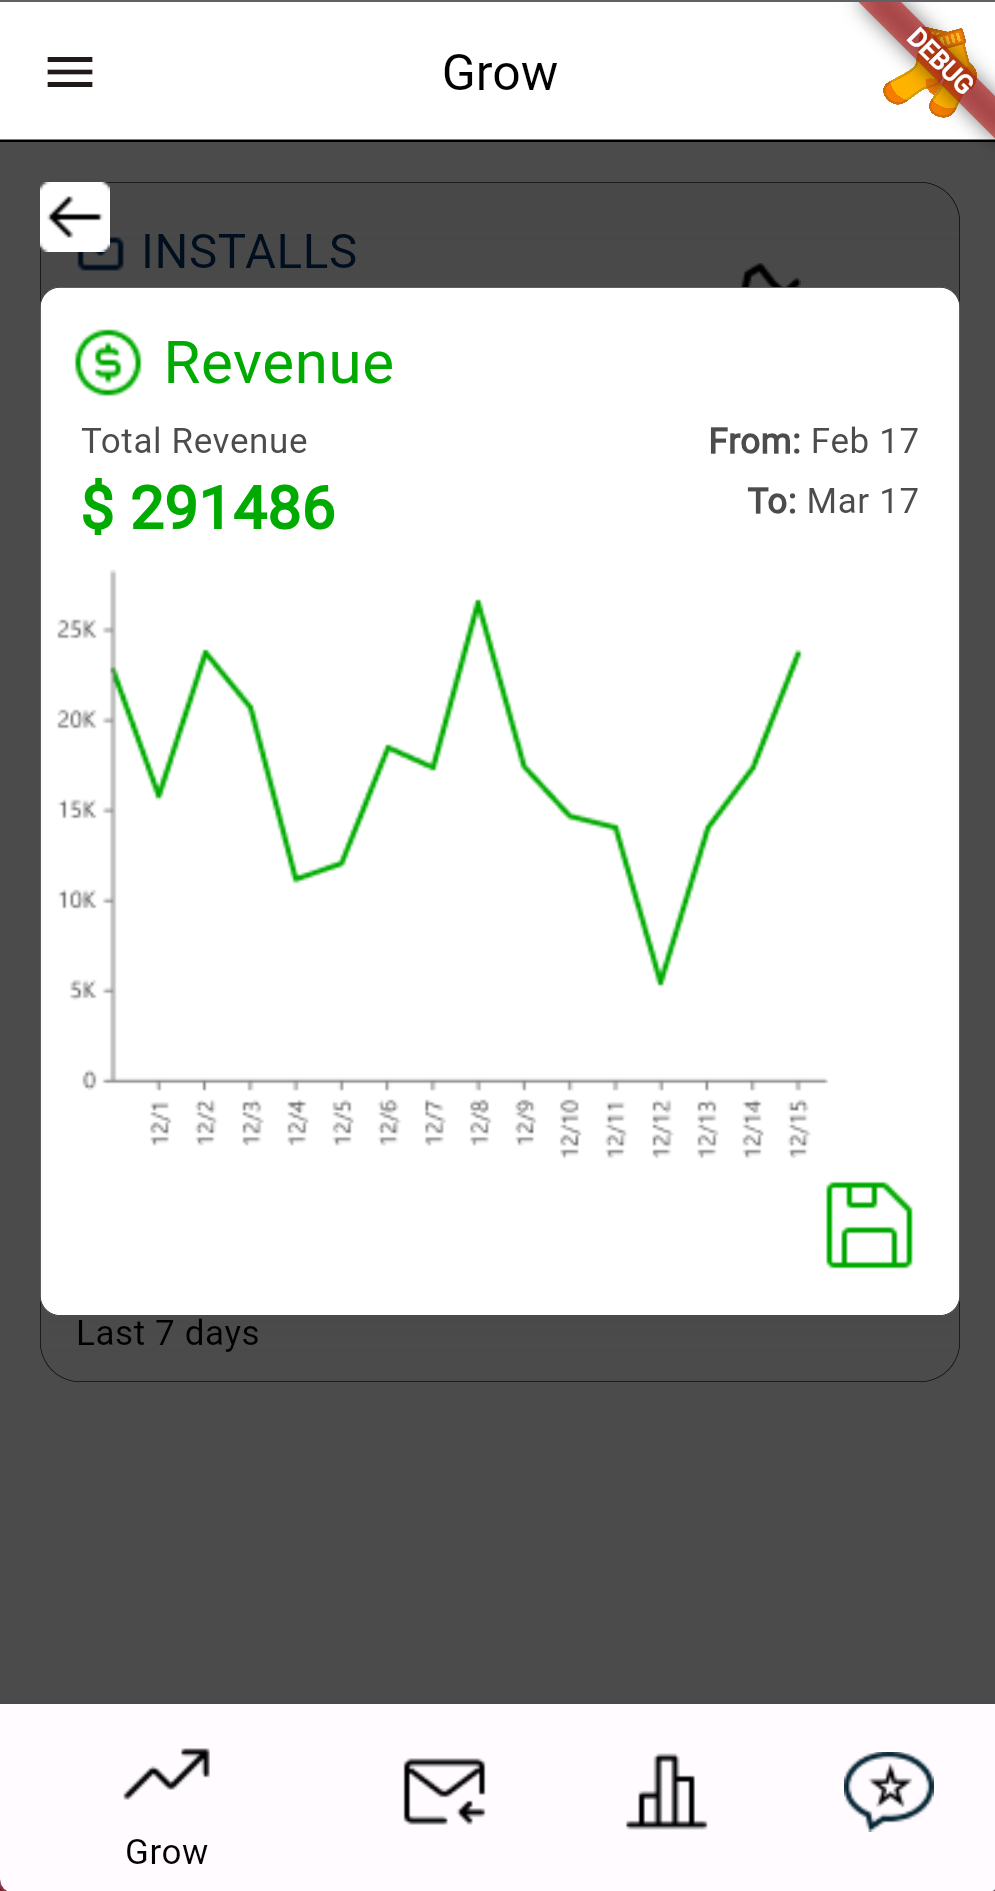 Grow
DEBUG
INSTALLS
Revenue
Total Revenue
From: Feb 17
$ 291486
To: Mar 17
25K
20K
15K
10K
5K
0
12/1 12/2 12/3 12/4 12/5 12/6 12/7 12/8 12/9 12/10 12/11 12/12 12/13 12/14 12/15
Last 7 days
Grow